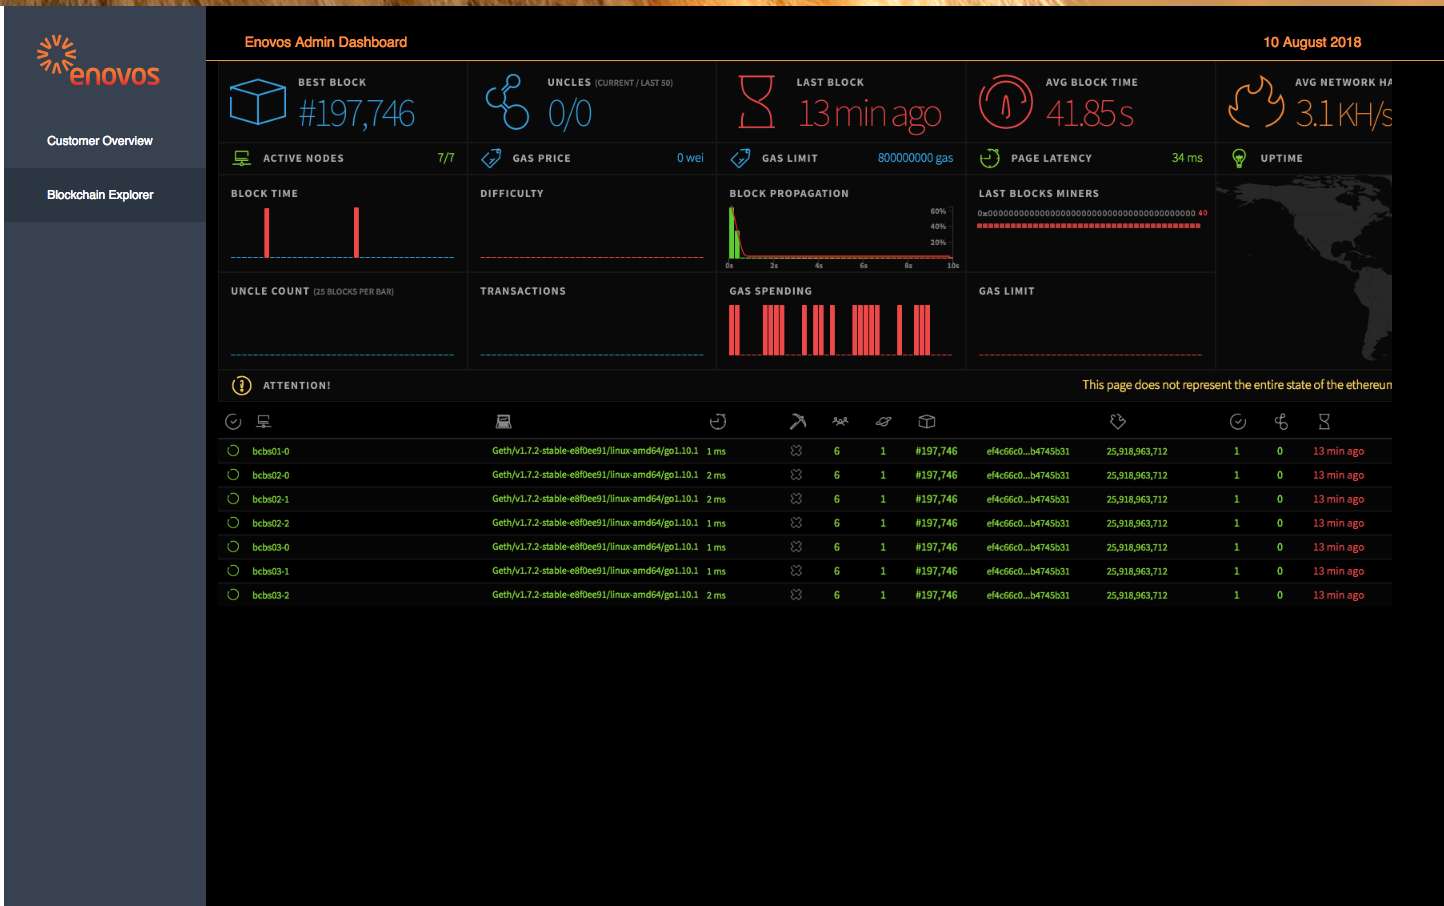 enovos
Enovos Admin Dashboard
10 August 2018
Customer Overview
Blockchain Explorer
BEST BLOCK
#197,746
UNCLES (CURRENT / LAST 50)
0/0
LAST BLOCK
13 min ago
AVG BLOCK TIME
41.85 s
AVG NETWORK HA
3.1 KH/s
ACTIVE NODES 7/7
GAS PRICE 0 wei
GAS LIMIT 800000000 gas
PAGE LATENCY 34 ms
UPTIME
BLOCK TIME
DIFFICULTY
BLOCK PROPAGATION
60%
40%
20%
0s 2s 4s 6s 8s 10s
LAST BLOCKS MINERS
0x0000000000000000000000000000000000000000 40
UNCLE COUNT (25 BLOCKS PER BAR)
TRANSACTIONS
GAS SPENDING
GAS LIMIT
ATTENTION!
This page does not represent the entire state of the ethereum
bcbs01-0 Geth/v1.7.2-stable-e8f0ee91/linux-amd64/go1.10.1 1 ms 6 1 #197,746 ef4c66c0...b4745b31 25,918,963,712 1 0 13 min ago
bcbs02-0 Geth/v1.7.2-stable-e8f0ee91/linux-amd64/go1.10.1 2 ms 6 1 #197,746 ef4c66c0...b4745b31 25,918,963,712 1 0 13 min ago
bcbs02-1 Geth/v1.7.2-stable-e8f0ee91/linux-amd64/go1.10.1 2 ms 6 1 #197,746 ef4c66c0...b4745b31 25,918,963,712 1 0 13 min ago
bcbs02-2 Geth/v1.7.2-stable-e8f0ee91/linux-amd64/go1.10.1 1 ms 6 1 #197,746 ef4c66c0...b4745b31 25,918,963,712 1 0 13 min ago
bcbs03-0 Geth/v1.7.2-stable-e8f0ee91/linux-amd64/go1.10.1 1 ms 6 1 #197,746 ef4c66c0...b4745b31 25,918,963,712 1 0 13 min ago
bcbs03-1 Geth/v1.7.2-stable-e8f0ee91/linux-amd64/go1.10.1 1 ms 6 1 #197,746 ef4c66c0...b4745b31 25,918,963,712 1 0 13 min ago
bcbs03-2 Geth/v1.7.2-stable-e8f0ee91/linux-amd64/go1.10.1 2 ms 6 1 #197,746 ef4c66c0...b4745b31 25,918,963,712 1 0 13 min ago